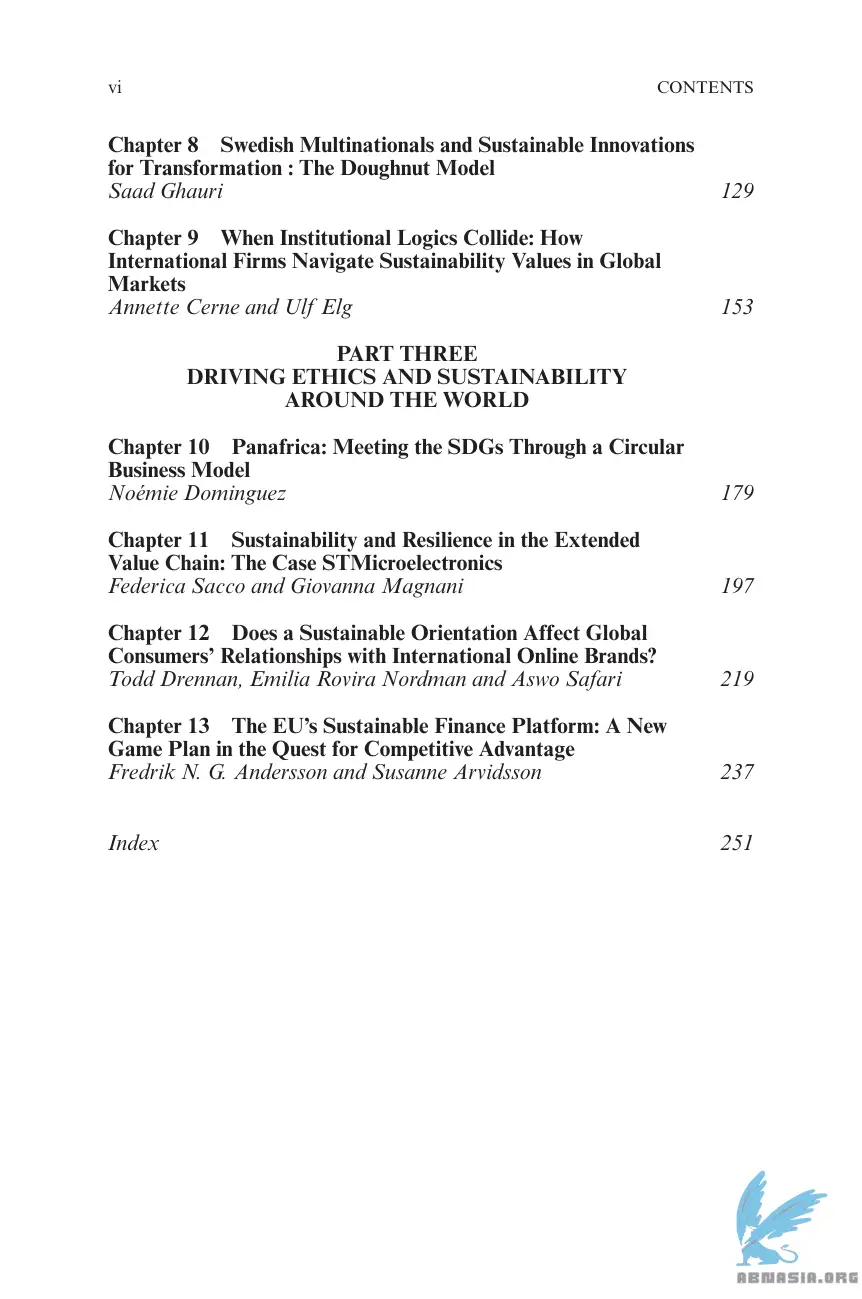 vi CONTENTS
Chapter 8 Swedish Multinationals and Sustainable Innovations
for Transformation : The Doughnut Model
Saad Ghauri 129
Chapter 9 When Institutional Logics Collide: How
International Firms Navigate Sustainability Values in Global
Markets
Annette Cerne and Ulf Elg 153
PART THREE
DRIVING ETHICS AND SUSTAINABILITY
AROUND THE WORLD
Chapter 10 Panafrica: Meeting the SDGs Through a Circular
Business Model
Noémie Dominguez 179
Chapter 11 Sustainability and Resilience in the Extended
Value Chain: The Case STMicroelectronics
Federica Sacco and Giovanna Magnani 197
Chapter 12 Does a Sustainable Orientation Affect Global
Consumers’ Relationships with International Online Brands?
Todd Drennan, Emilia Rovira Nordman and Aswo Safari 219
Chapter 13 The EU’s Sustainable Finance Platform: A New
Game Plan in the Quest for Competitive Advantage
Fredrik N. G. Andersson and Susanne Arvidsson 237
Index 251
ABNASIA.ORG